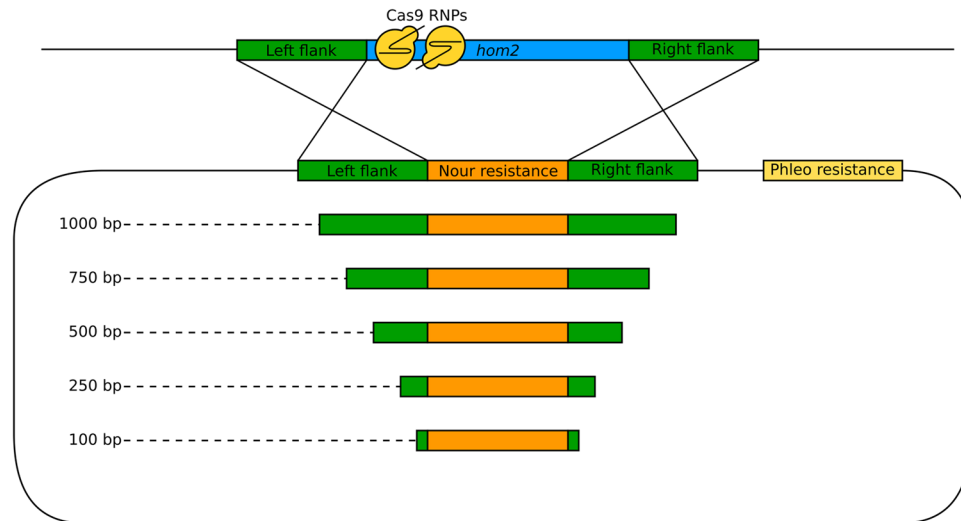 Cas9 RNPs
Left flank hom2 Right flank
Left flank Nour resistance Right flank Phleo resistance
1000 bp
750 bp
500 bp
250 bp
100 bp